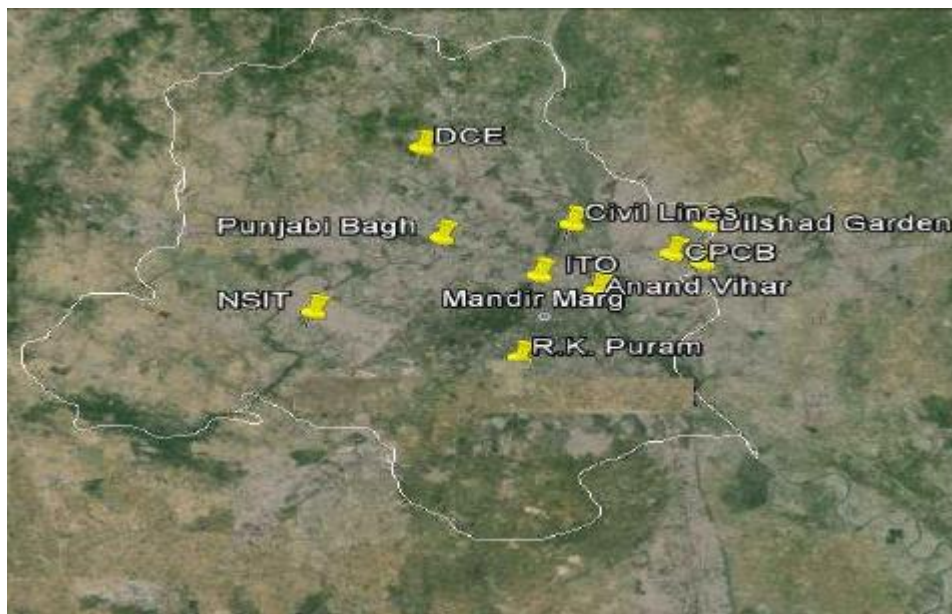 DCE
Civil Lines
Dilshad Garden
Punjabi Bagh
CPCB
ITO
Anand Vihar
Mandir Marg
NSIT
R.K. Puram